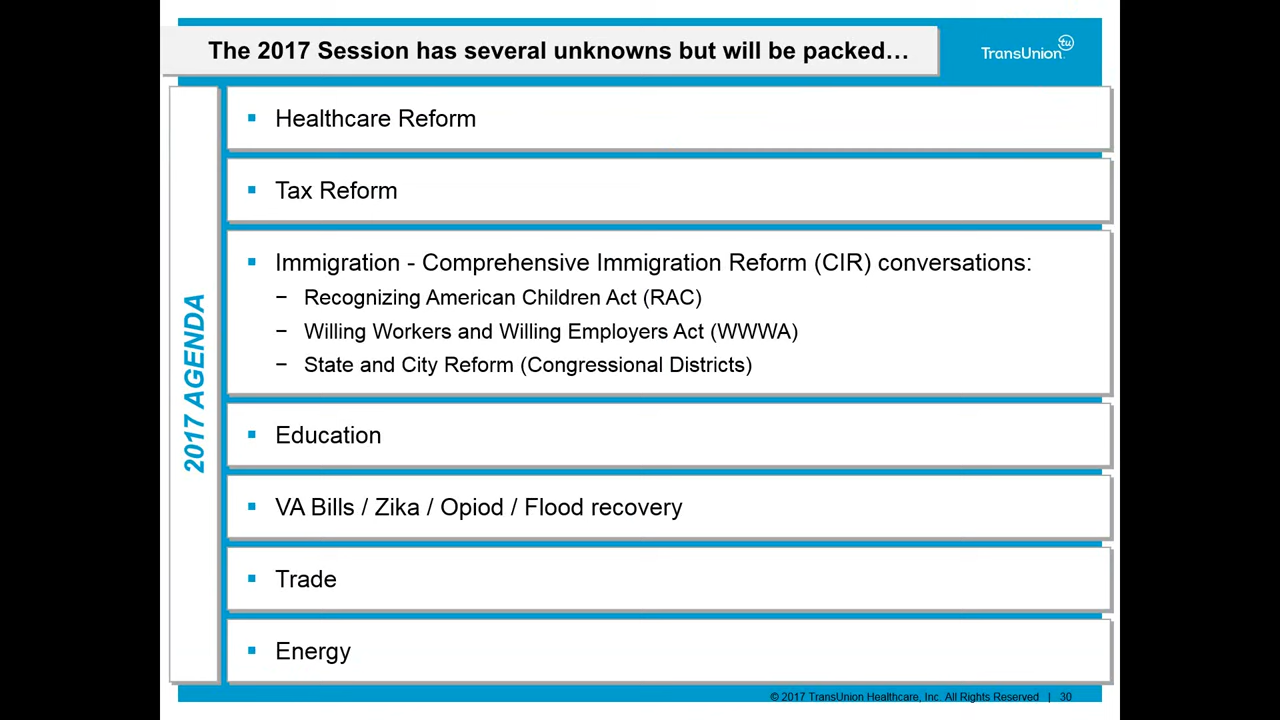 The 2017 Session has several unknowns but will be packed…
TransUnion
tu
2017 AGENDA
▪ Healthcare Reform
▪ Tax Reform
▪ Immigration - Comprehensive Immigration Reform (CIR) conversations:
− Recognizing American Children Act (RAC)
− Willing Workers and Willing Employers Act (WWWA)
− State and City Reform (Congressional Districts)
▪ Education
▪ VA Bills / Zika / Opiod / Flood recovery
▪ Trade
▪ Energy
© 2017 TransUnion Healthcare, Inc. All Rights Reserved | 30